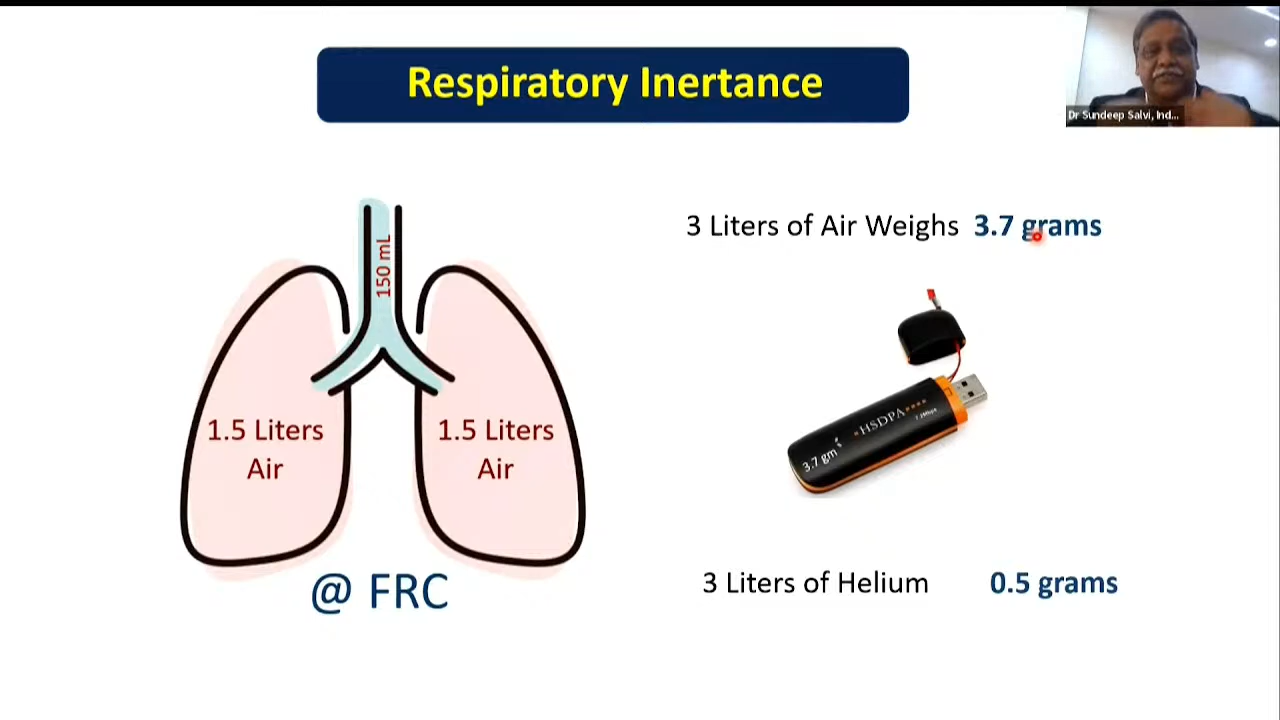 Respiratory Inertance
Dr Sundeep Salvi, Ind...
150 mL
1.5 Liters
Air
1.5 Liters
Air
@ FRC
3 Liters of Air Weighs 3.7 grams
HSDPA
3.7 gm
3 Liters of Helium 0.5 grams